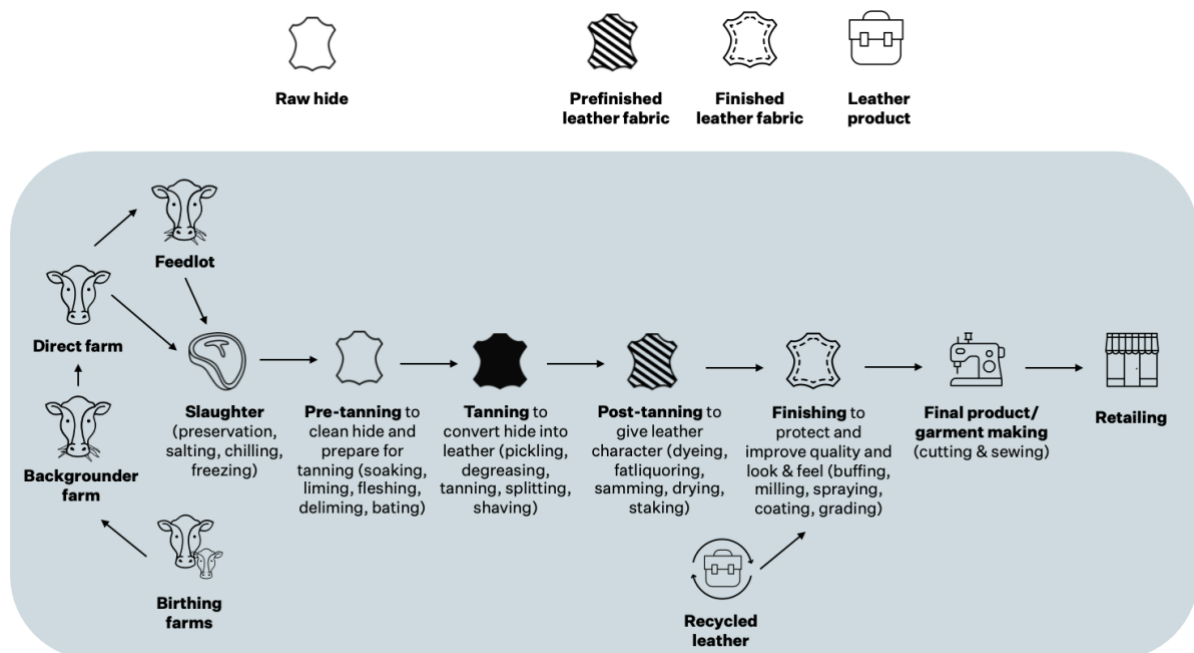 Raw hide
Prefinished
leather fabric
Finished
leather fabric
Leather
product
Feedlot
Direct farm
Backgrounder
farm
Birthing
farms
Slaughter
(preservation,
salting, chilling,
freezing)
Pre-tanning to
clean hide and
prepare for
tanning (soaking,
liming, fleshing,
deliming, bating)
Tanning to
convert hide into
leather (pickling,
degreasing,
tanning, splitting,
shaving)
Post-tanning to
give leather
character (dyeing,
fatliquoring,
samming, drying,
staking)
Finishing to
protect and
improve quality and
look & feel (buffing,
milling, spraying,
coating, grading)
Final product/
garment making
(cutting & sewing)
Retailing
Recycled
leather